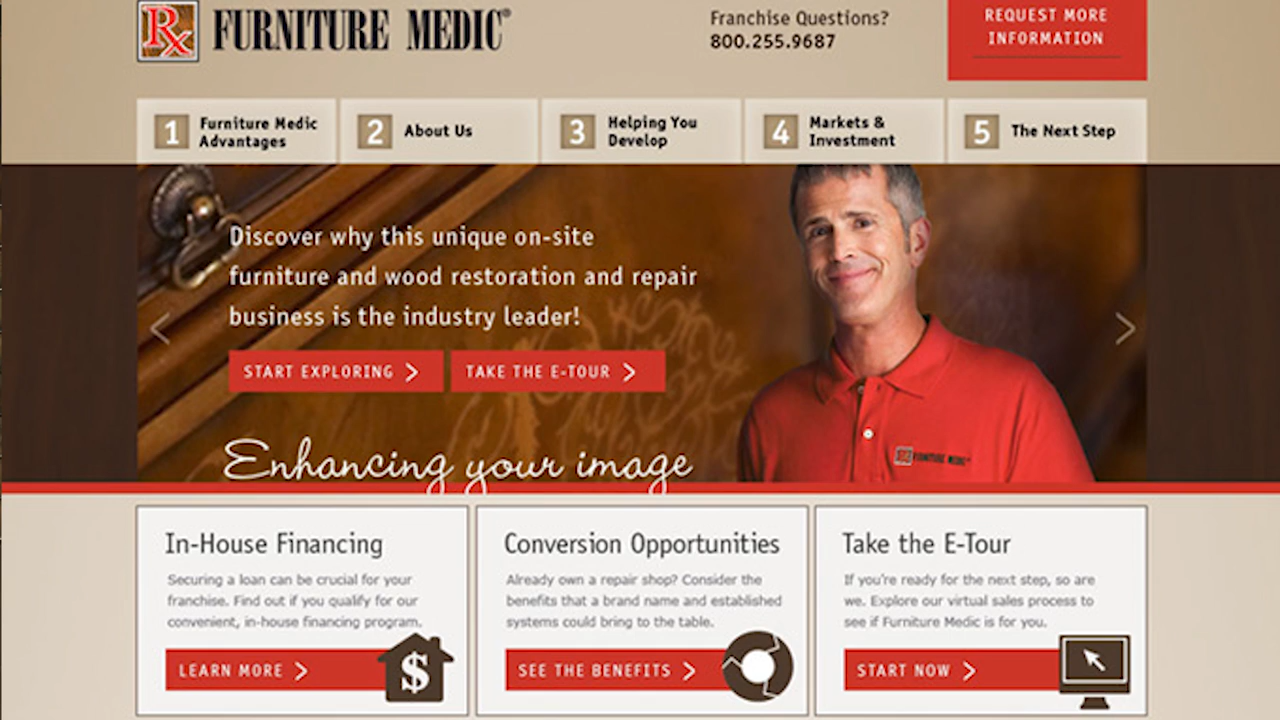 Rx FURNITURE MEDIC®
Franchise Questions?
800.255.9687
REQUEST MORE
INFORMATION
1 Furniture Medic
Advantages
2 About Us
3 Helping You
Develop
4 Markets &
Investment
5 The Next Step
Discover why this unique on-site
furniture and wood restoration and repair
business is the industry leader!
START EXPLORING >
TAKE THE E-TOUR >
Enhancing your image
FURNITURE MEDIC
In-House Financing
Securing a loan can be crucial for your
franchise. Find out if you qualify for our
convenient, in-house financing program.
LEARN MORE >
$
Conversion Opportunities
Already own a repair shop? Consider the
benefits that a brand name and established
systems could bring to the table.
SEE THE BENEFITS >
Take the E-Tour
If you're ready for the next step, so are
we. Explore our virtual sales process to
see if Furniture Medic is for you.
START NOW >